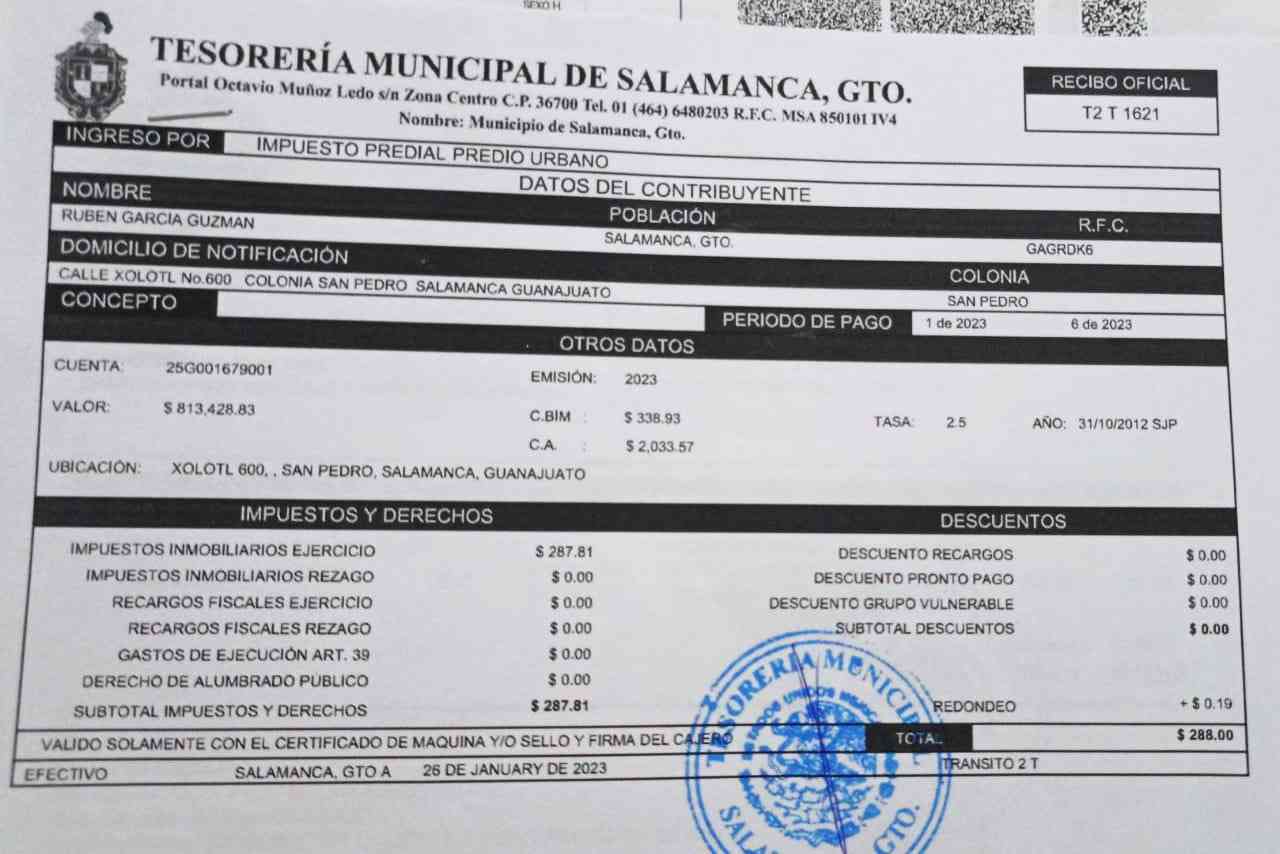 SEXO H
TESORERÍA MUNICIPAL DE SALAMANCA, GTO.
Portal Octavio Muñoz Ledo s/n Zona Centro C.P. 36700 Tel. 01 (464) 6480203 R.F.C. MSA 850101 IV4
Nombre: Municipio de Salamanca, Gto.
RECIBO OFICIAL
T2 T 1621
INGRESO POR IMPUESTO PREDIAL PREDIO URBANO
DATOS DEL CONTRIBUYENTE
NOMBRE POBLACIÓN R.F.C.
RUBEN GARCIA GUZMAN SALAMANCA, GTO. GAGRDK6
DOMICILIO DE NOTIFICACIÓN COLONIA
CALLE XOLOTL No.600 COLONIA SAN PEDRO SALAMANCA GUANAJUATO SAN PEDRO
CONCEPTO PERIODO DE PAGO 1 de 2023 6 de 2023
OTROS DATOS
CUENTA: 25G001679001 EMISIÓN: 2023
VALOR: $ 813,428.83 C.BIM : $ 338.93 TASA: 2.5 AÑO: 31/10/2012 SJP
C.A. : $ 2,033.57
UBICACIÓN: XOLOTL 600, , SAN PEDRO, SALAMANCA, GUANAJUATO
IMPUESTOS Y DERECHOS DESCUENTOS
IMPUESTOS INMOBILIARIOS EJERCICIO $ 287.81 DESCUENTO RECARGOS $ 0.00
IMPUESTOS INMOBILIARIOS REZAGO $ 0.00 DESCUENTO PRONTO PAGO $ 0.00
RECARGOS FISCALES EJERCICIO $ 0.00 DESCUENTO GRUPO VULNERABLE $ 0.00
RECARGOS FISCALES REZAGO $ 0.00 SUBTOTAL DESCUENTOS $ 0.00
GASTOS DE EJECUCIÓN ART. 39 $ 0.00
DERECHO DE ALUMBRADO PÚBLICO $ 0.00
SUBTOTAL IMPUESTOS Y DERECHOS $ 287.81 REDONDEO + $ 0.19
VALIDO SOLAMENTE CON EL CERTIFICADO DE MAQUINA Y/O SELLO Y FIRMA DEL CAJERO TOTAL $ 288.00
EFECTIVO SALAMANCA, GTO A 26 DE JANUARY DE 2023 TRANSITO 2 T
TESORERÍA MUNICIPAL
ESTADOS UNIDOS
GTO.